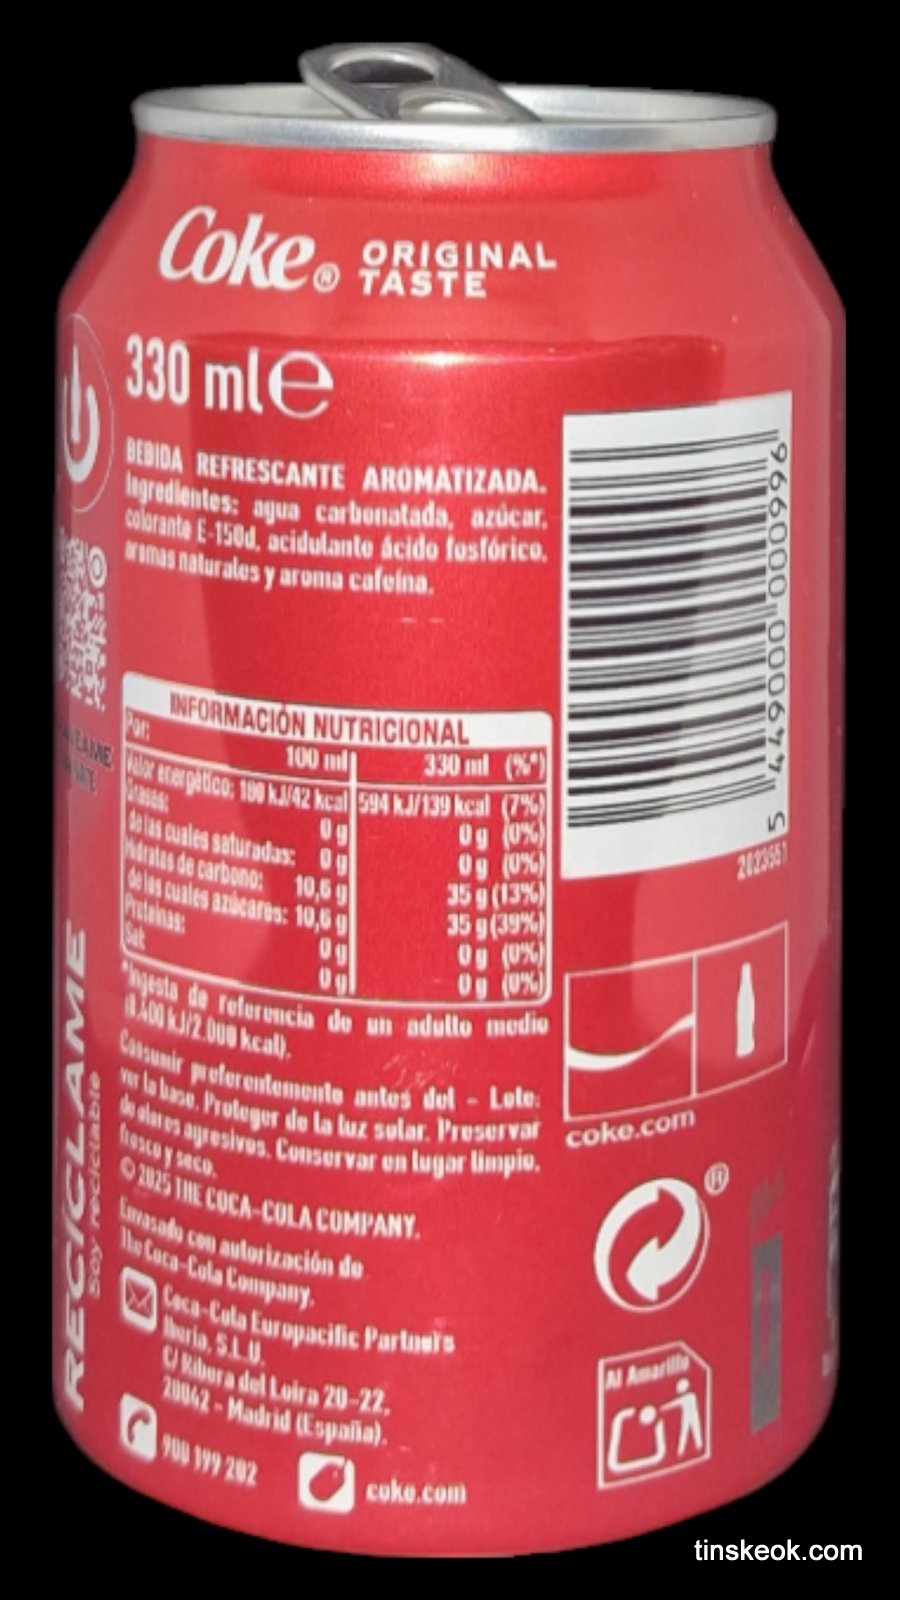 Coke® ORIGINAL
TASTE
330 ml ℮
BEBIDA REFRESCANTE AROMATIZADA.
Ingredientes: agua carbonatada, azúcar,
colorante E-150d, acidulante ácido fosfórico,
aromas naturales y aroma cafeína.
INFORMACIÓN NUTRICIONAL
Por: 100 ml 330 ml (%*)
Valor energético: 180 kJ/42 kcal 594 kJ/139 kcal (7%)
Grasas: 0 g 0 g (0%)
de las cuales saturadas: 0 g 0 g (0%)
Hidratos de carbono: 10,6 g 35 g (13%)
de los cuales azúcares: 10,6 g 35 g (39%)
Proteínas: 0 g 0 g (0%)
Sal: 0 g 0 g (0%)
*Ingesta de referencia de un adulto medio
(8.400 kJ/2.000 kcal).
Consumir preferentemente antes del - Lote:
ver la base. Proteger de la luz solar. Preservar
de olores agresivos. Conservar en lugar limpio,
fresco y seco.
© 2025 THE COCA-COLA COMPANY.
Envasado con autorización de
The Coca-Cola Company.
Coca-Cola Europacific Partners
Iberia, S.L.U.
C/ Ribera del Loira 20-22,
28042 - Madrid (España).
900 199 202
coke.com
RECÍCLAME
Soy reciclable
5 449000 000996
2023551
coke.com
®
Al Amarillo
tinskeok.com